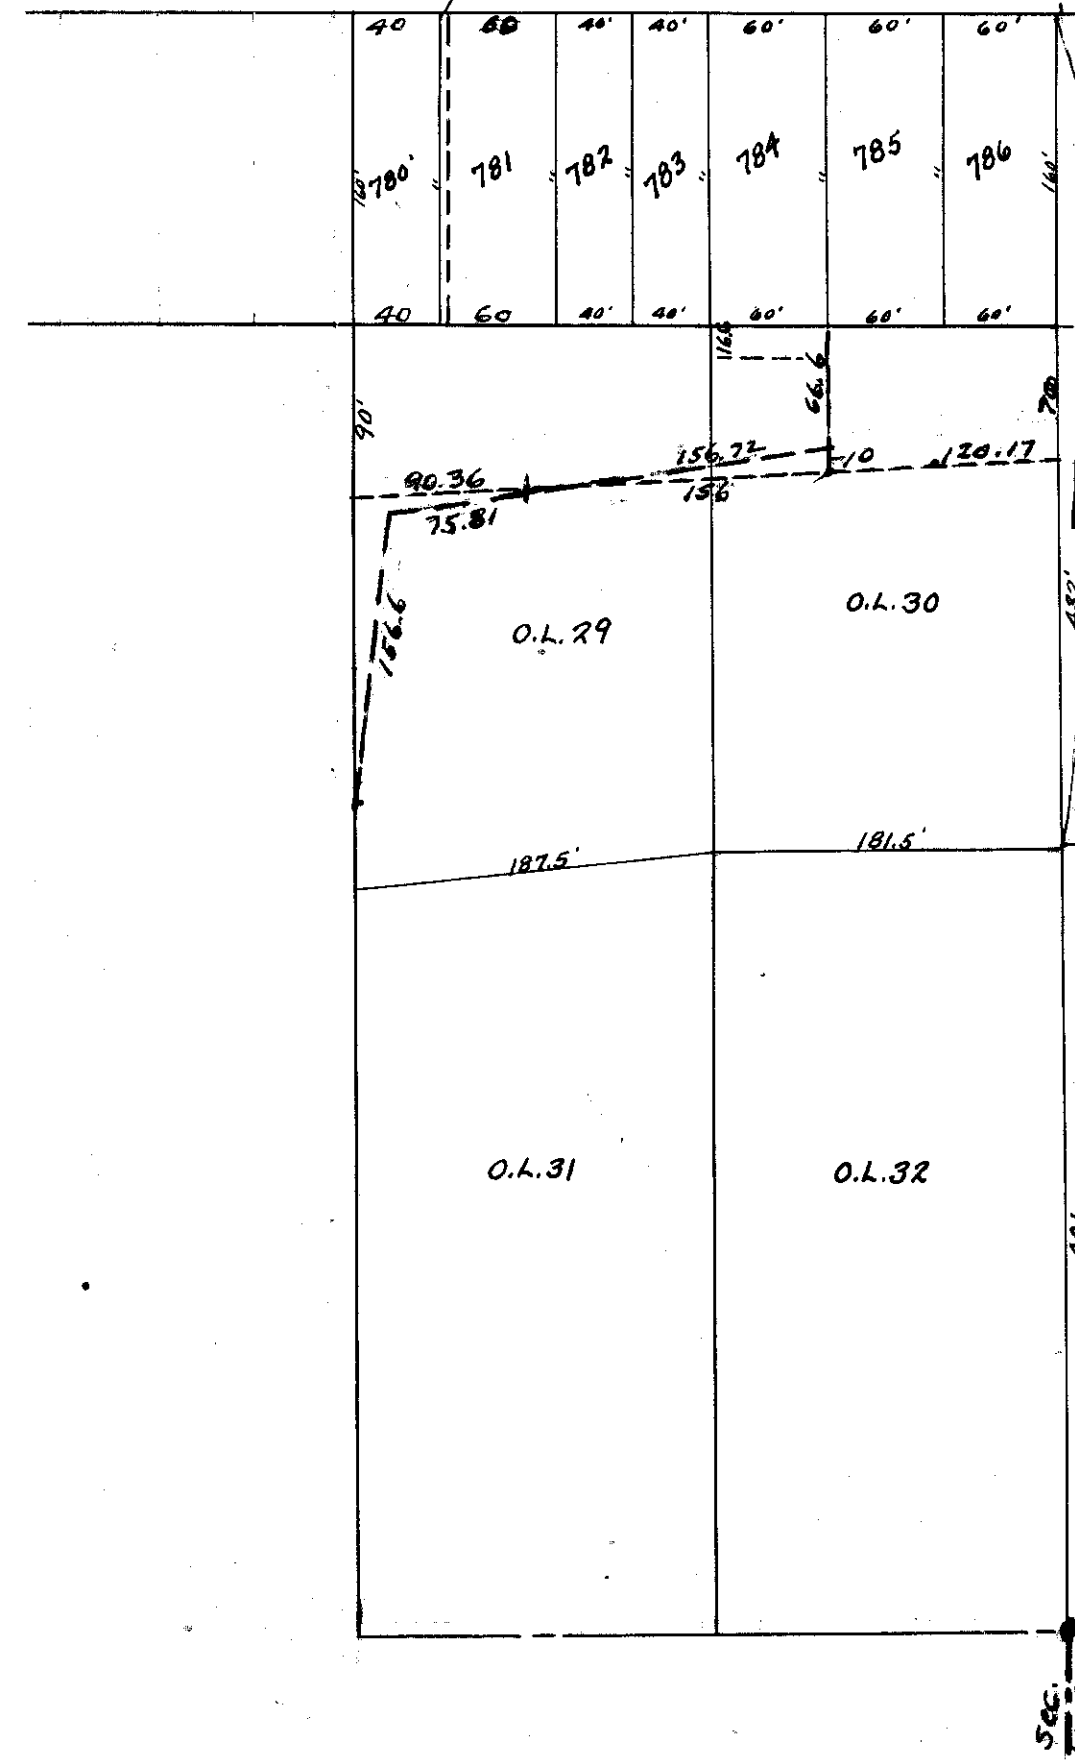 40 60 40' 40' 60' 60' 60'
160' 780' " 781 " 782 " 783 " 784 " 785 " 786 160'
40 60 40' 40' 60' 60' 60'
116.6
66.6
90'
156.72 10 120.17
90.36 156
75.81
156.6
O.L.29 O.L.30
187.5' 181.5'
O.L.31 O.L.32
Sec.